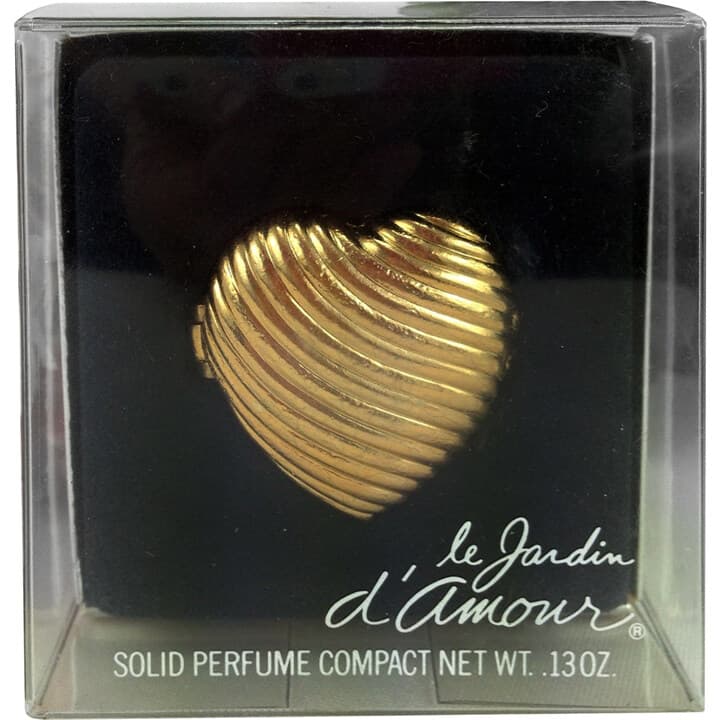 le Jardin
d'Amour®
SOLID PERFUME COMPACT NET WT. .13 OZ.